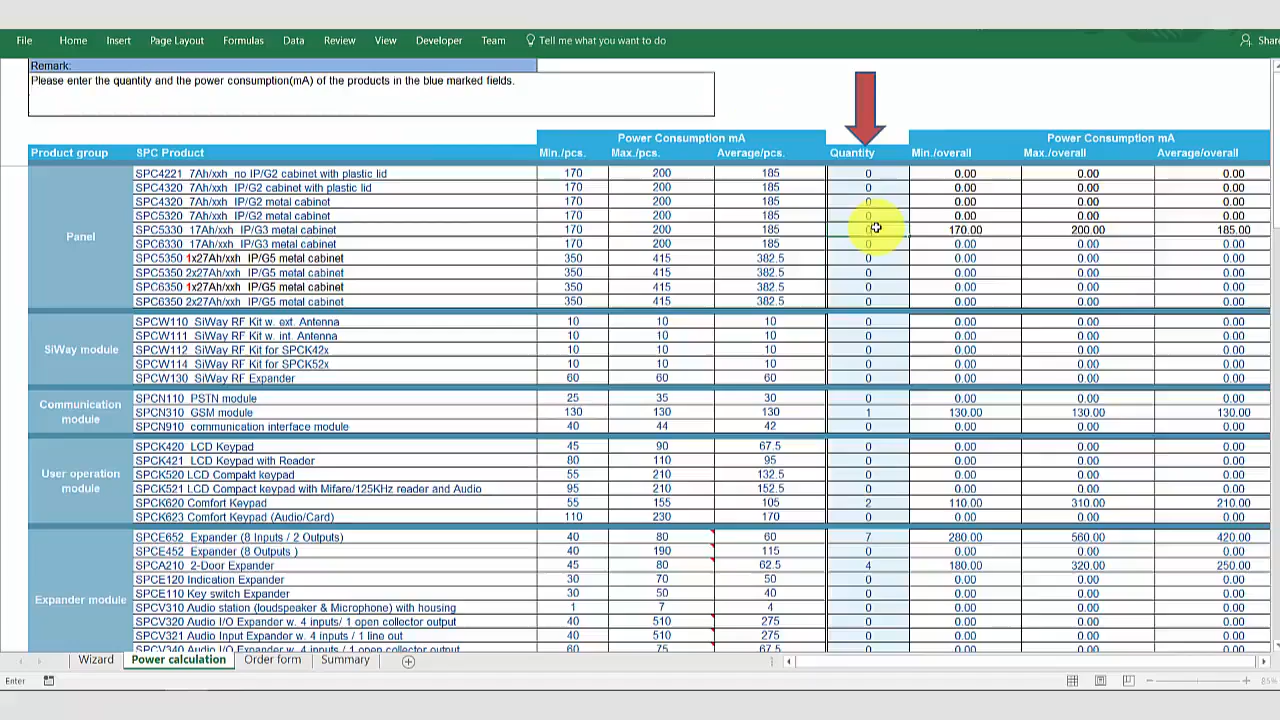 File Home Insert Page Layout Formulas Data Review View Developer Team Tell me what you want to do Share
Remark:
Please enter the quantity and the power consumption(mA) of the products in the blue marked fields.
Power Consumption mA Power Consumption mA
Product group SPC Product Min./pcs. Max./pcs. Average/pcs. Quantity Min./overall Max./overall Average/overall
Panel
SPC4221 7Ah/xxh no IP/G2 cabinet with plastic lid 170 200 185 0 0.00 0.00 0.00
SPC4320 7Ah/xxh IP/G2 cabinet with plastic lid 170 200 185 0 0.00 0.00 0.00
SPC4320 7Ah/xxh IP/G2 metal cabinet 170 200 185 0 0.00 0.00 0.00
SPC5320 7Ah/xxh IP/G2 metal cabinet 170 200 185 0 0.00 0.00 0.00
SPC5330 17Ah/xxh IP/G3 metal cabinet 170 200 185 170.00 200.00 185.00
SPC6330 17Ah/xxh IP/G3 metal cabinet 170 200 185 0 0.00 0.00 0.00
SPC5350 1x27Ah/xxh IP/G5 metal cabinet 350 415 382.5 0 0.00 0.00 0.00
SPC5350 2x27Ah/xxh IP/G5 metal cabinet 350 415 382.5 0 0.00 0.00 0.00
SPC6350 1x27Ah/xxh IP/G5 metal cabinet 350 415 382.5 0 0.00 0.00 0.00
SPC6350 2x27Ah/xxh IP/G5 metal cabinet 350 415 382.5 0 0.00 0.00 0.00
SiWay module
SPCW110 SiWay RF Kit w. ext. Antenna 10 10 10 0 0.00 0.00 0.00
SPCW111 SiWay RF Kit w. int. Antenna 10 10 10 0 0.00 0.00 0.00
SPCW112 SiWay RF Kit for SPCK42x 10 10 10 0 0.00 0.00 0.00
SPCW114 SiWay RF Kit for SPCK52x 10 10 10 0 0.00 0.00 0.00
SPCW130 SiWay RF Expander 60 60 60 0 0.00 0.00 0.00
Communication
module
SPCN110 PSTN module 25 35 30 0 0.00 0.00 0.00
SPCN310 GSM module 130 130 130 1 130.00 130.00 130.00
SPCN910 communication interface module 40 44 42 0 0.00 0.00 0.00
User operation
module
SPCK420 LCD Keypad 45 90 67.5 0 0.00 0.00 0.00
SPCK421 LCD Keypad with Reader 80 110 95 0 0.00 0.00 0.00
SPCK520 LCD Compakt keypad 55 210 132.5 0 0.00 0.00 0.00
SPCK521 LCD Compact keypad with Mifare/125KHz reader and Audio 95 210 152.5 0 0.00 0.00 0.00
SPCK620 Comfort Keypad 55 155 105 2 110.00 310.00 210.00
SPCK623 Comfort Keypad (Audio/Card) 110 230 170 0 0.00 0.00 0.00
Expander module
SPCE652 Expander (8 Inputs / 2 Outputs) 40 80 60 7 280.00 560.00 420.00
SPCE452 Expander (8 Outputs ) 40 190 115 0 0.00 0.00 0.00
SPCA210 2-Door Expander 45 80 62.5 4 180.00 320.00 250.00
SPCE120 Indication Expander 30 70 50 0 0.00 0.00 0.00
SPCE110 Key switch Expander 30 50 40 0 0.00 0.00 0.00
SPCV310 Audio station (loudspeaker & Microphone) with housing 1 7 4 0 0.00 0.00 0.00
SPCV320 Audio I/O Expander w. 4 inputs/ 1 open collector output 40 510 275 0 0.00 0.00 0.00
SPCV321 Audio Input Expander w. 4 inputs / 1 line out 40 510 275 0 0.00 0.00 0.00
SPCV340 Audio I/O Expander w. 4 inputs / 1 open collector output 60 75 67.5 0 0.00 0.00 0.00
Wizard Power calculation Order form Summary
Enter 85%